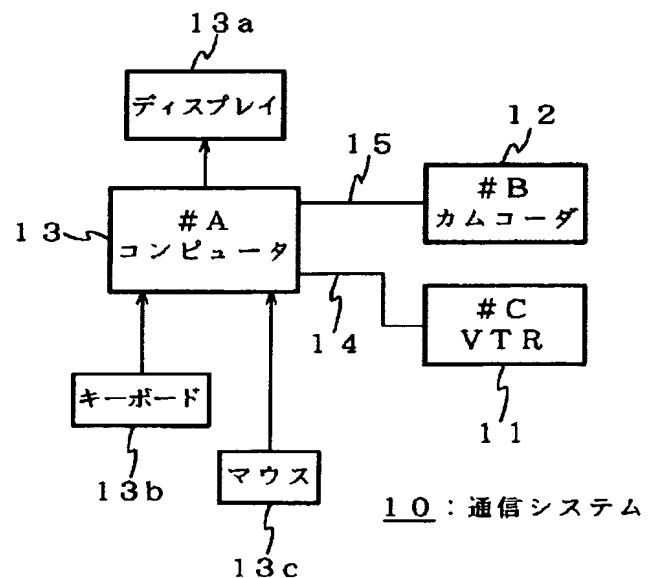 13a
ディスプレイ
12
15
#B
カムコーダ
13
#A
コンピュータ
14
#C
VTR
11
キーボード
13b
マウス
13c
10:通信システム